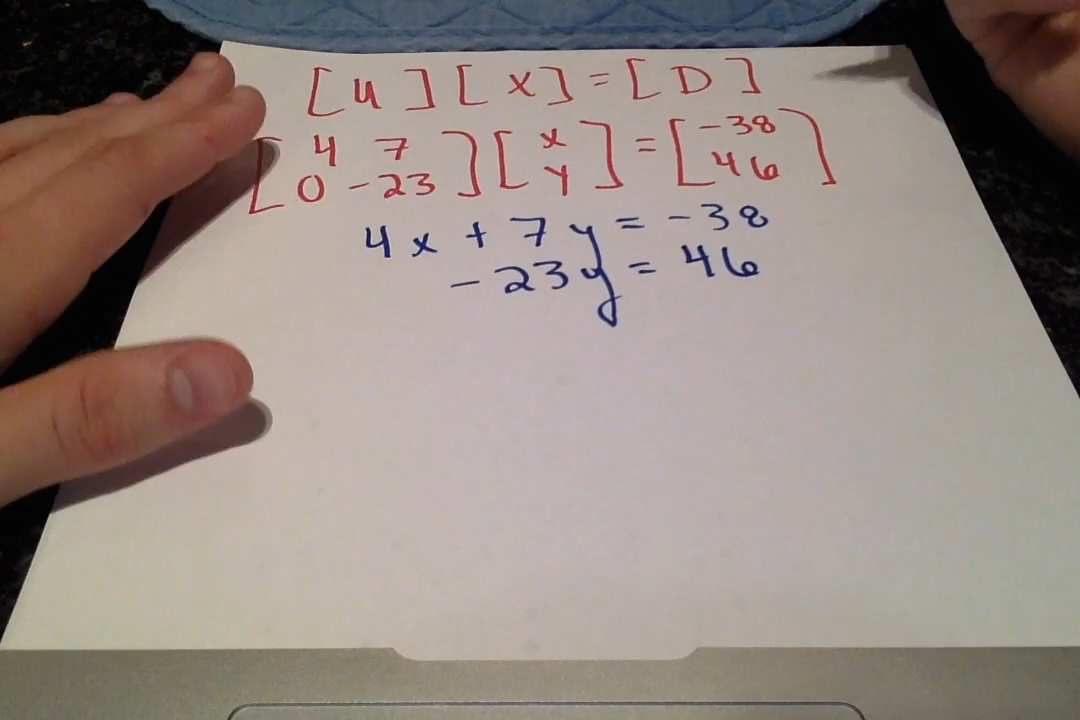 [U][X]=[D]
[4 7][x]=[-38]
[0 -23][y] [46]
4x + 7y = -38
-23y = 46